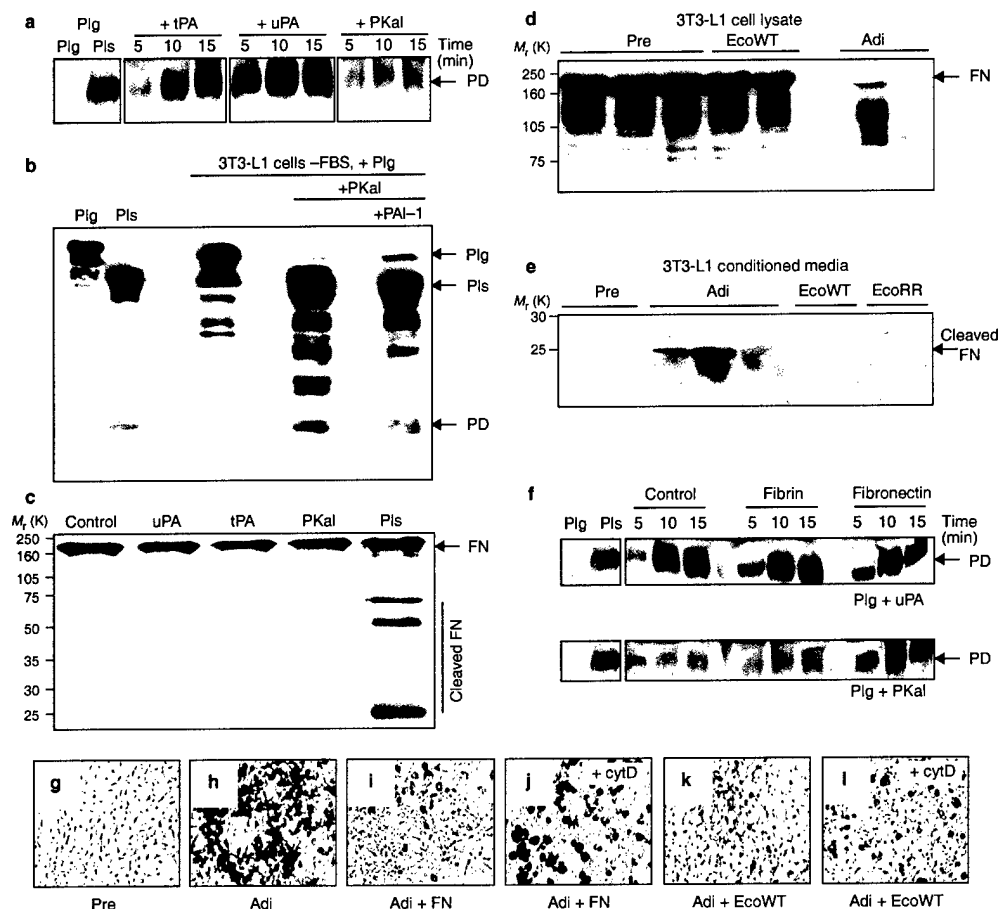 a
Plg
+ tPA
+ uPA
+ PKal
Plg Pls 5 10 15 5 10 15 5 10 15 Time (min)
PD
b
3T3-L1 cells –FBS, + Plg
+PKal
+PAI–1
Plg Pls
Plg
Pls
PD
c
Mr (K)
Control uPA tPA PKal Pls
250
160
105
75
50
35
30
25
FN
Cleaved FN
d
3T3-L1 cell lysate
Mr (K)
Pre EcoWT Adi
250
160
105
75
FN
e
3T3-L1 conditioned media
Mr (K)
Pre Adi EcoWT EcoRR
30
25
Cleaved
FN
f
Control Fibrin Fibronectin
Plg Pls 5 10 15 5 10 15 5 10 15 Time (min)
PD
Plg + uPA
PD
Plg + PKal
g h i j + cytD k l + cytD
Pre Adi Adi + FN Adi + FN Adi + EcoWT Adi + EcoWT